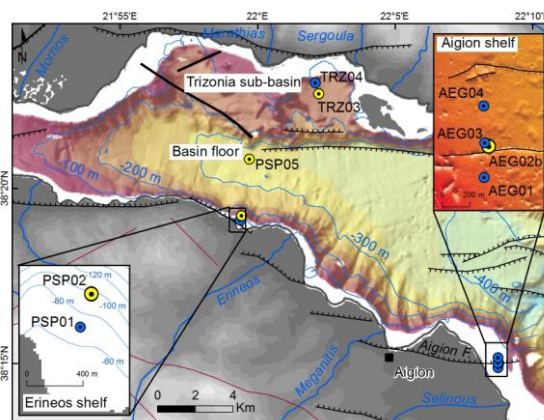 21°55
22°0
22°5
22°10
N
Mornos
Marathias
Sergoula
Trizonia sub-basin
TRZ04
TRZ03
Basin floor
PSP05
-100 m
-200 m
-300 m
-400 m
38°20
38°15
Aigion shelf
AEG04
AEG03
AEG02b
AEG01
200 m
PSP02
PSP01
-120 m
-100 m
-80 m
-60 m
0 400 m
Erineos shelf
Erineos
Meganitis
Selinous
Aigion F
Aigion
0 2 4
Km